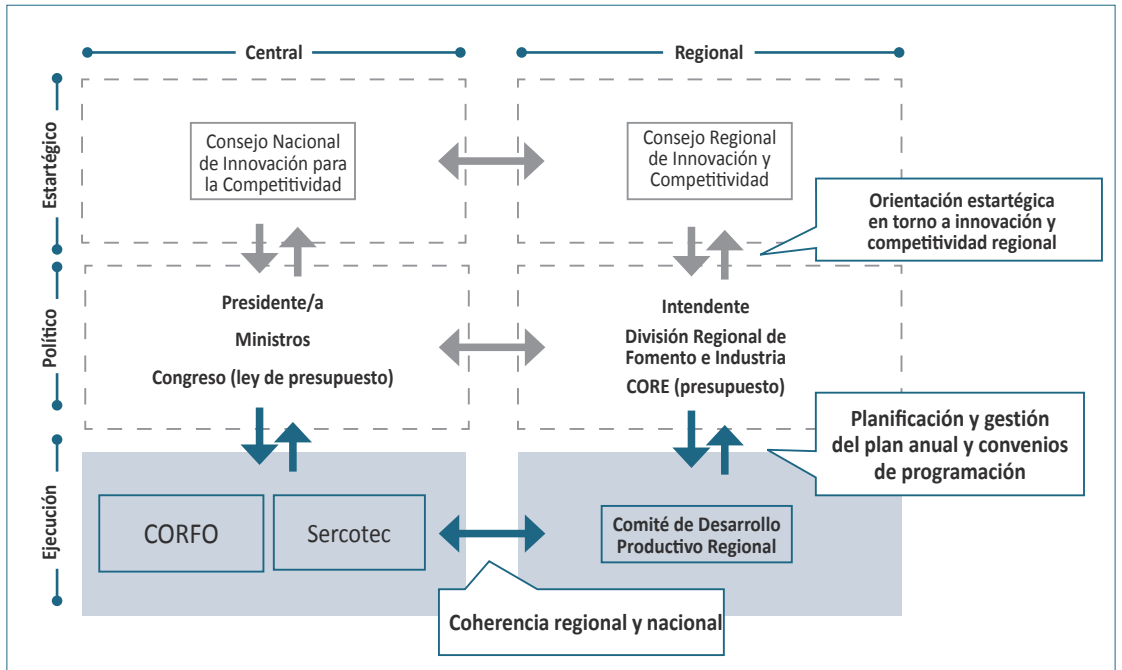 Central
Regional
Estartégico
Consejo Nacional
de Innovación para
la Competitividad
Consejo Regional
de Innovación y
Competitividad
Orientación estartégica
en torno a innovación y
competitividad regional
Político
Presidente/a
Ministros
Congreso (ley de presupuesto)
Intendente
División Regional de
Fomento e Industria
CORE (presupuesto)
Planificación y gestión
del plan anual y convenios
de programación
Ejecución
CORFO
Sercotec
Comité de Desarrollo
Productivo Regional
Coherencia regional y nacional